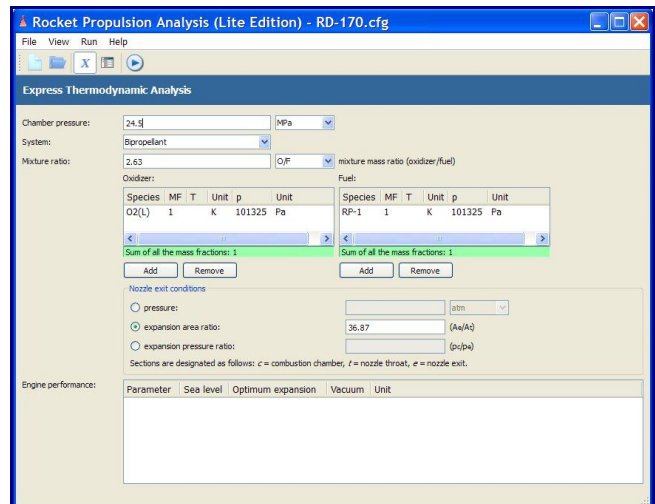 Rocket Propulsion Analysis (Lite Edition) - RD-170.cfg
File View Run Help
X
Express Thermodynamic Analysis
Chamber pressure: 24.5 MPa
System: Bipropellant
Mixture ratio: 2.63 O/F mixture mass ratio (oxidizer/fuel)
Oxidizer: Fuel:
Species MF T Unit p Unit Species MF T Unit p Unit
O2(L) 1 K 101325 Pa RP-1 1 K 101325 Pa
Sum of all the mass fractions: 1 Sum of all the mass fractions: 1
Add Remove Add Remove
Nozzle exit conditions
pressure: atm
expansion area ratio: 36.87 (Ae/At)
expansion pressure ratio: (pc/pe)
Sections are designated as follows: c = combustion chamber, t = nozzle throat, e = nozzle exit.
Engine performance: Parameter Sea level Optimum expansion Vacuum Unit